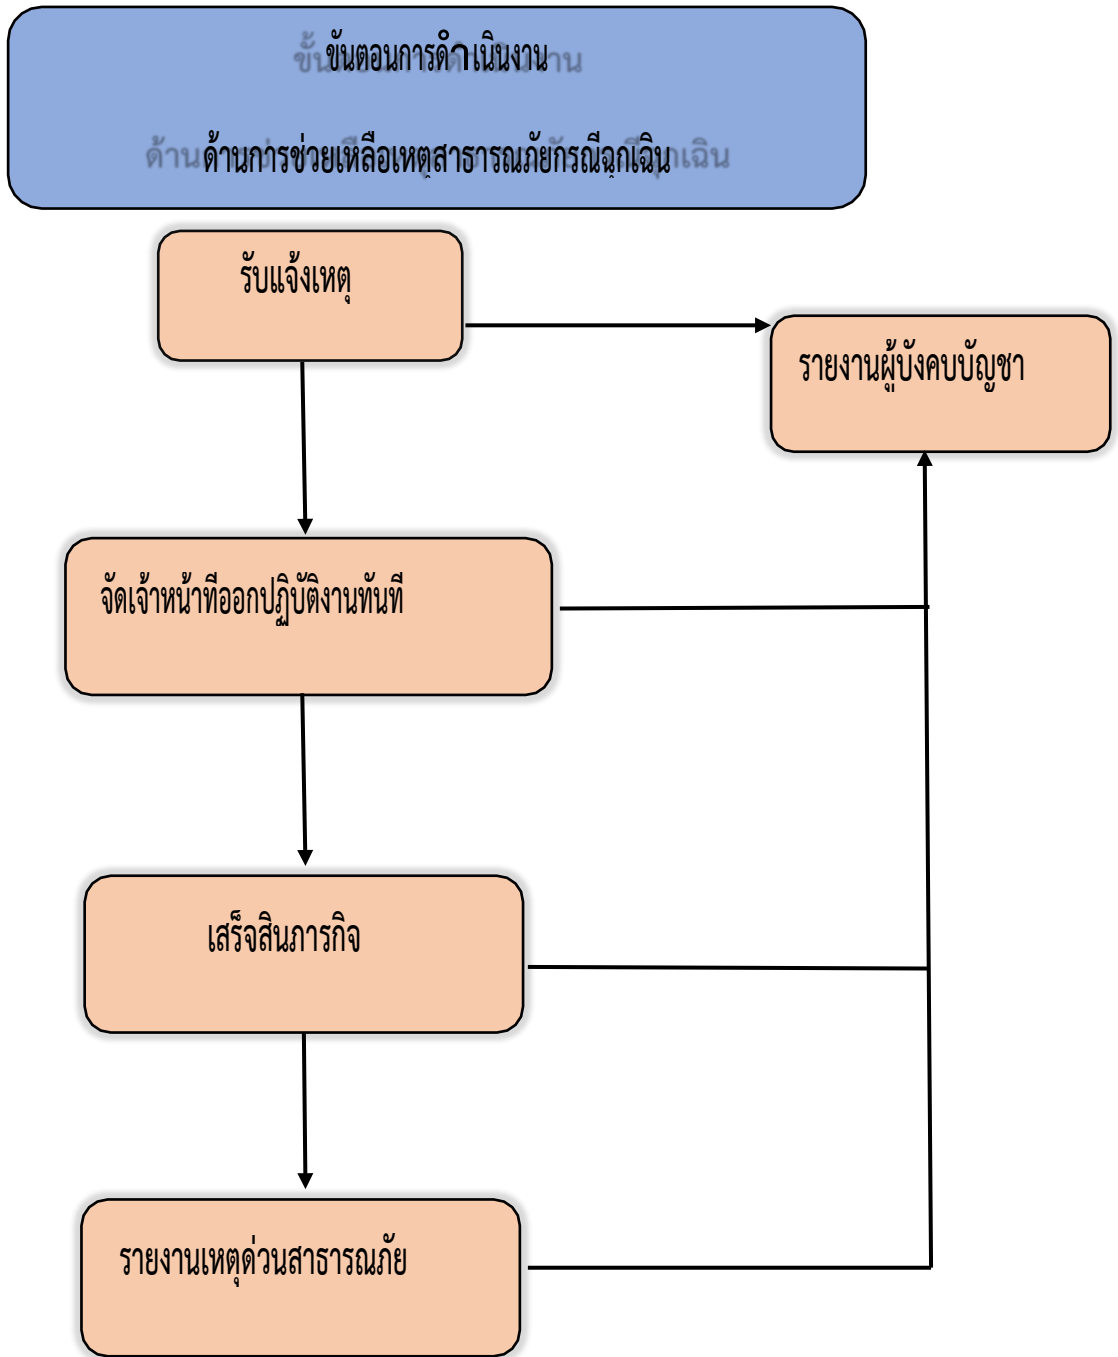 ขั้นตอนการดำเนินงาน
ด้านการช่วยเหลือเหตุสาธารณภัยกรณีฉุกเฉิน
รับแจ้งเหตุ
รายงานผู้บังคบบัญชา
จัดเจ้าหน้าทีออกปฏิบัติงานทันที
เสร็จสินภารกิจ
รายงานเหตุด่วนสาธารณภัย